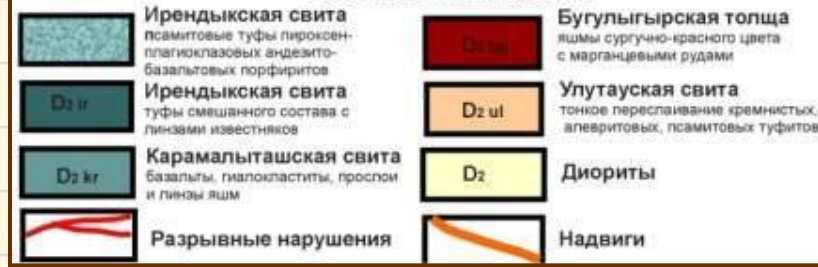 Ирендыкская свита
псамитовые туфы пироксен-
плагиоклазовых андезито-
базальтовых порфиритов
D2 ir
Ирендыкская свита
туфы смешанного состава с
линзами известняков
D2 kr
Карамалыташская свита
базальты, гиалокластиты, прослои
и линзы яшм
Разрывные нарушения
D2 bg
Бугулыгырская толща
яшмы сургучно-красного цвета
с марганцевыми рудами
D2 ul
Улутауская свита
тонкое переслаивание кремнистых,
алевритовых, псамитовых туфитов
D2
Диориты
Надвиги